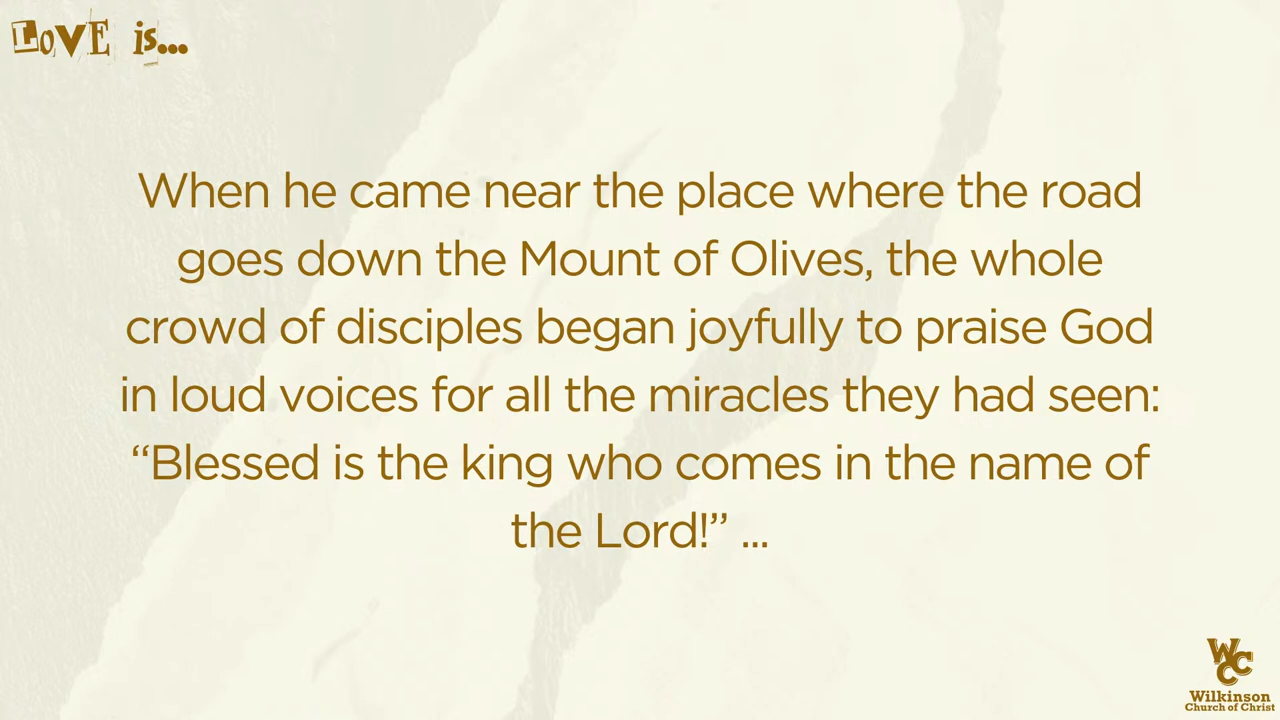 LOVE is...
When he came near the place where the road
goes down the Mount of Olives, the whole
crowd of disciples began joyfully to praise God
in loud voices for all the miracles they had seen:
“Blessed is the king who comes in the name of
the Lord!” ...
WCC
Wilkinson
Church of Christ